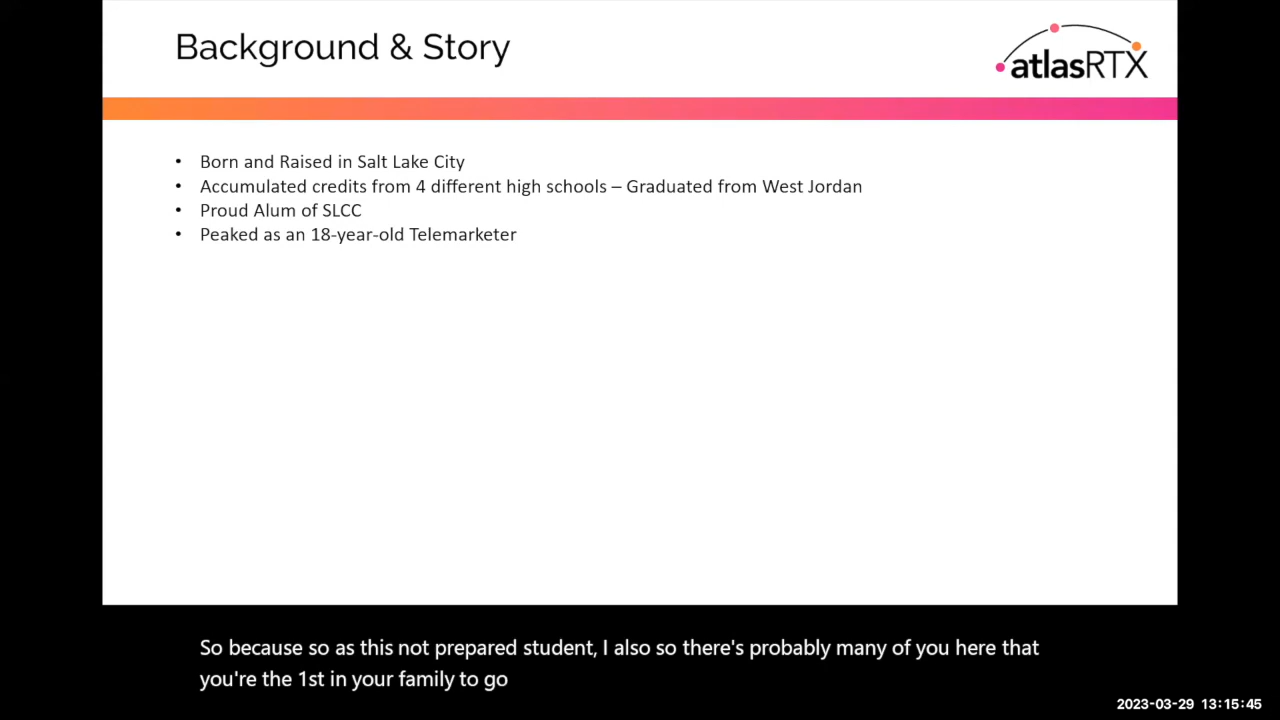 Background & Story
atlasRTX
• Born and Raised in Salt Lake City
• Accumulated credits from 4 different high schools – Graduated from West Jordan
• Proud Alum of SLCC
• Peaked as an 18-year-old Telemarketer
So because so as this not prepared student, I also so there's probably many of you here that
you're the 1st in your family to go
2023-03-29 13:15:45